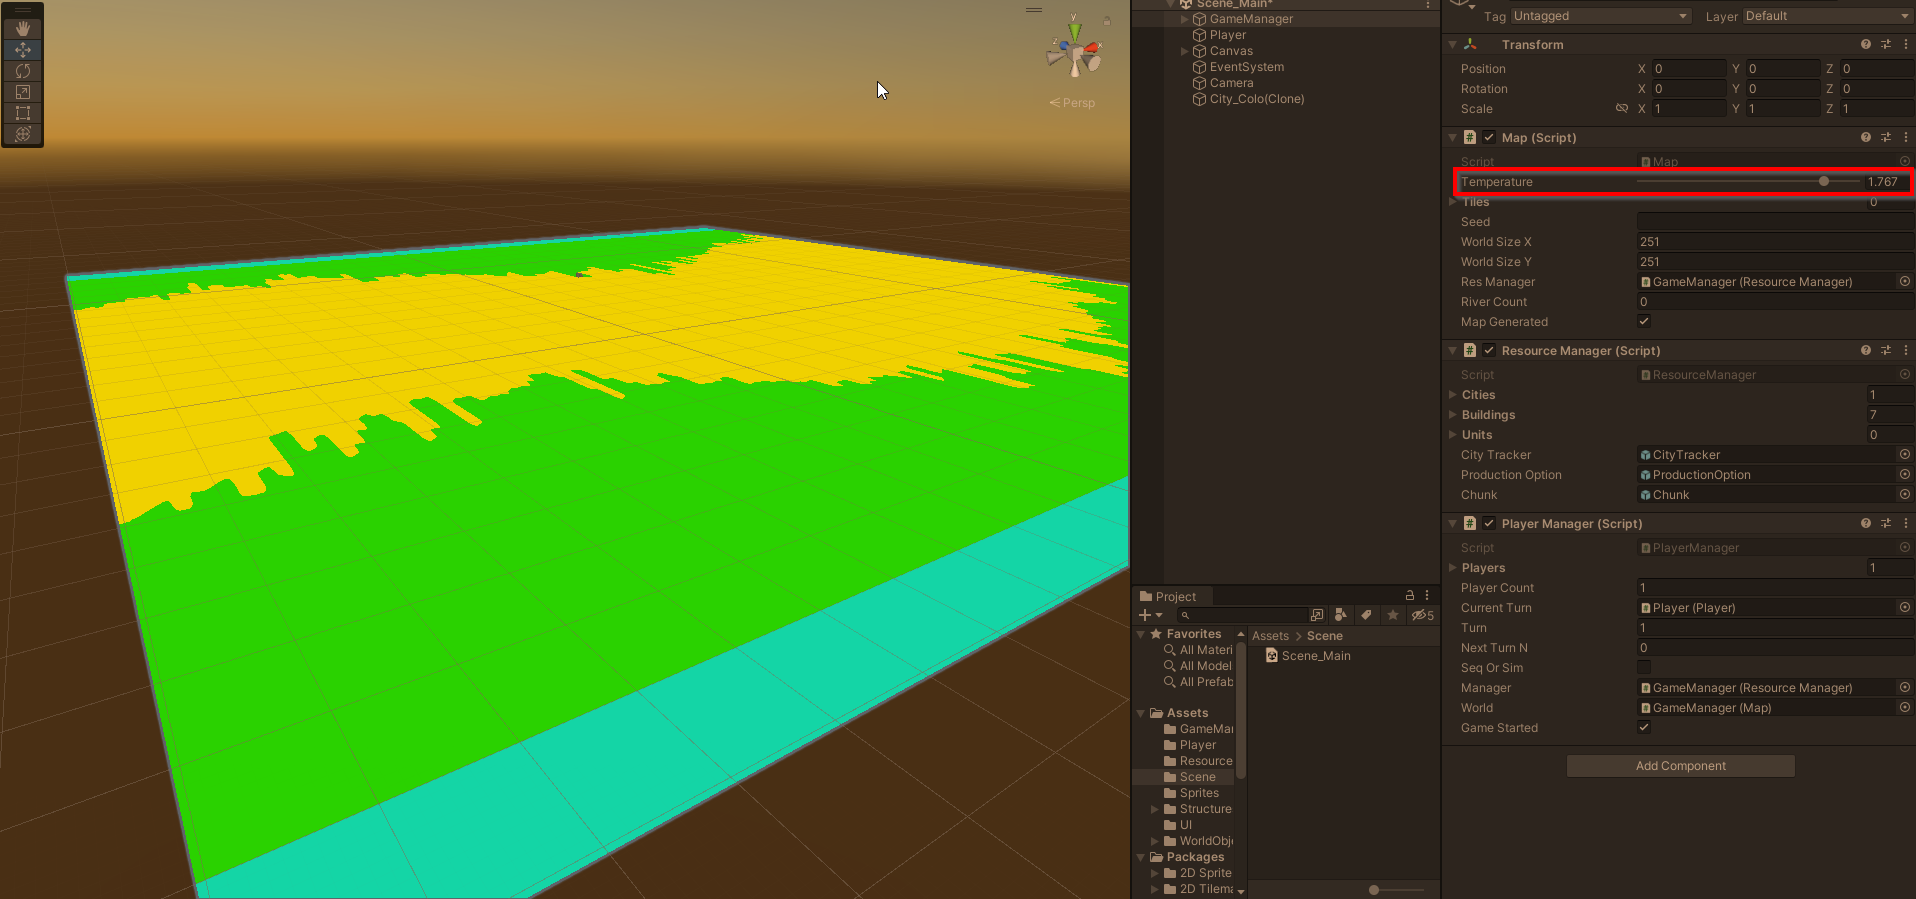 y
z
x
Persp
Scene_Main*
GameManager
Player
Canvas
EventSystem
Camera
City_Colo(Clone)
Tag Untagged Layer Default
Transform
Position X 0 Y 0 Z 0
Rotation X 0 Y 0 Z 0
Scale X 1 Y 1 Z 1
# Map (Script)
Script Map
Temperature 1.767
Tiles 0
Seed
World Size X 251
World Size Y 251
Res Manager GameManager (Resource Manager)
River Count 0
Map Generated
# Resource Manager (Script)
Script ResourceManager
Cities 1
Buildings 7
Units 0
City Tracker CityTracker
Production Option ProductionOption
Chunk Chunk
# Player Manager (Script)
Script PlayerManager
Players 1
Player Count 1
Current Turn Player (Player)
Turn 1
Next Turn N 0
Seq Or Sim
Manager GameManager (Resource Manager)
World GameManager (Map)
Game Started
Add Component
Project
5
Favorites
All Materi
All Model
All Prefab
Assets
GameMan
Player
Resource
Scene
Sprites
Structure
UI
WorldObj
Packages
2D Sprite
2D Tilema
Assets > Scene
Scene_Main